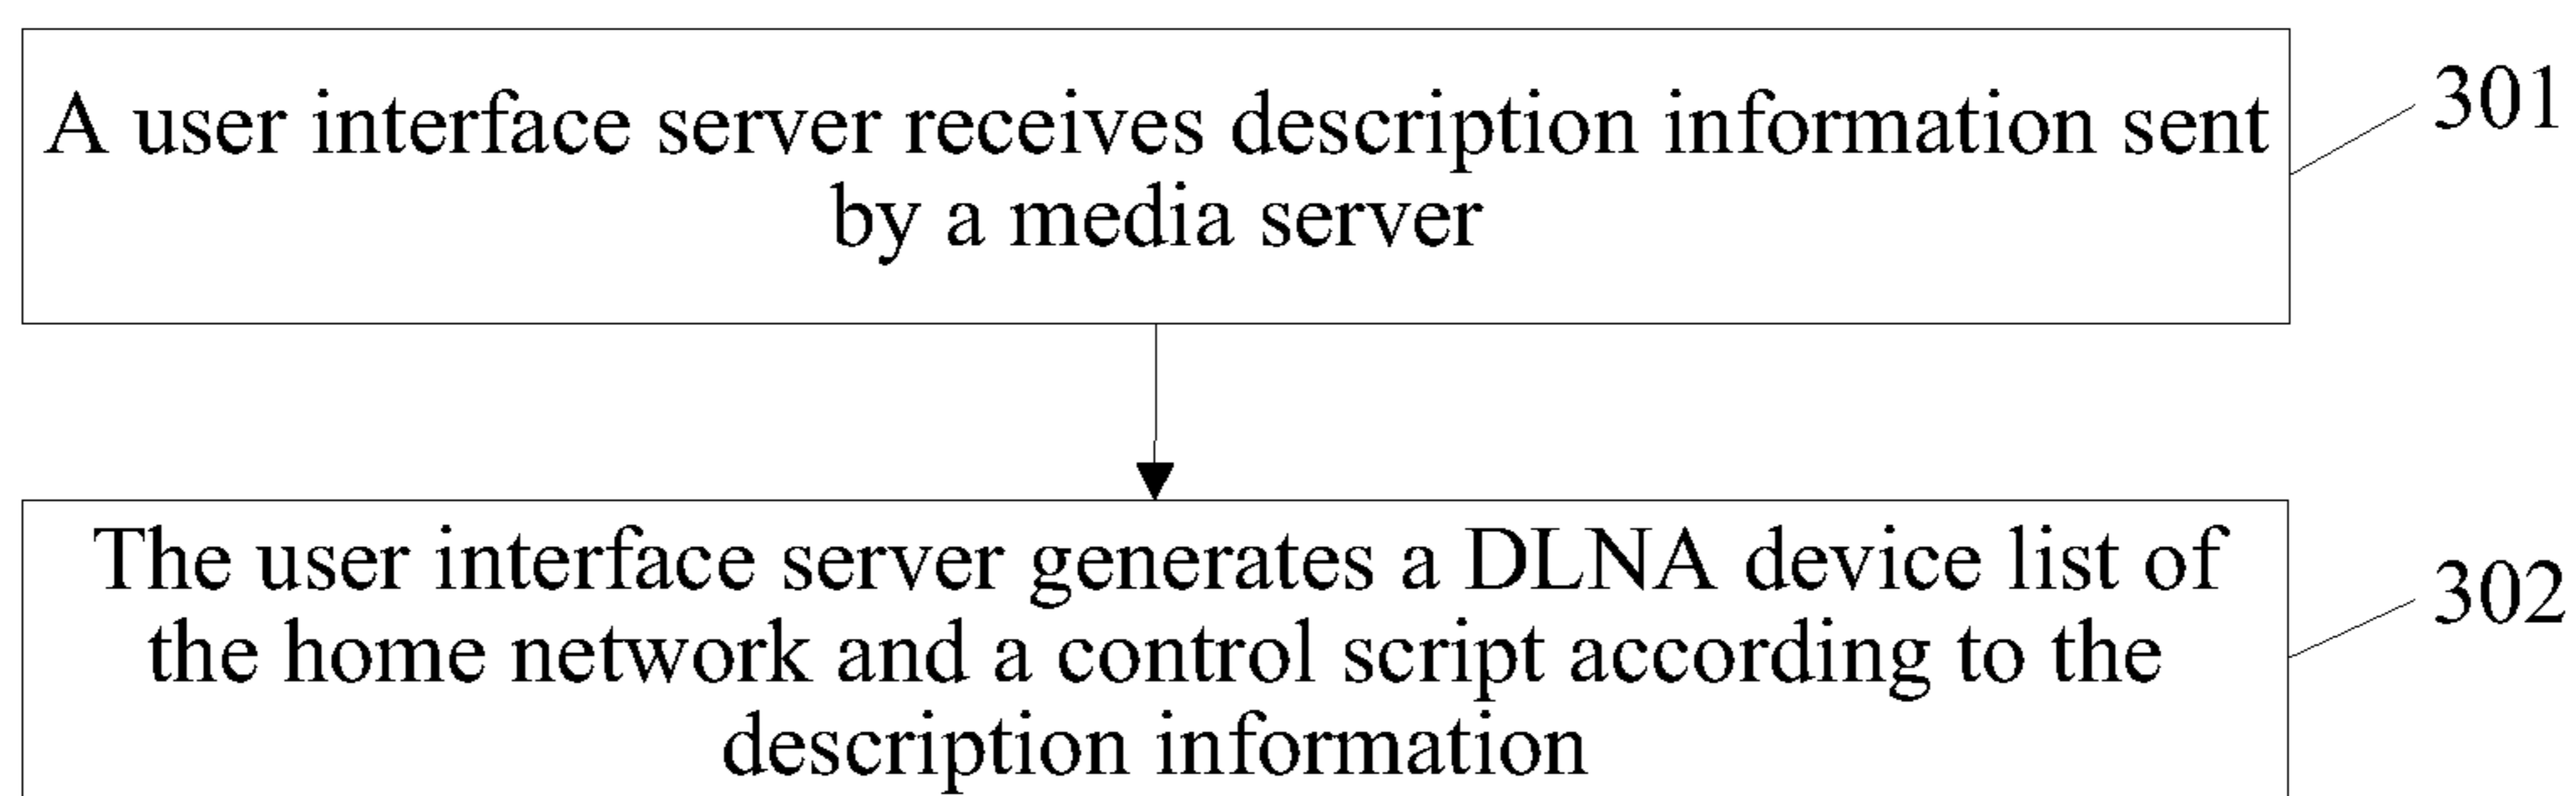 A user interface server receives description information sent
by a media server
301
The user interface server generates a DLNA device list of
the home network and a control script according to the
description information
302